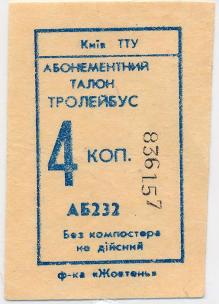 Київ ТТУ
АБОНЕМЕНТНИЙ
ТАЛОН
ТРОЛЕЙБУС
4 КОП.
836157
АБ232
Без компостера
не дійсний
ф-ка «Жовтень»